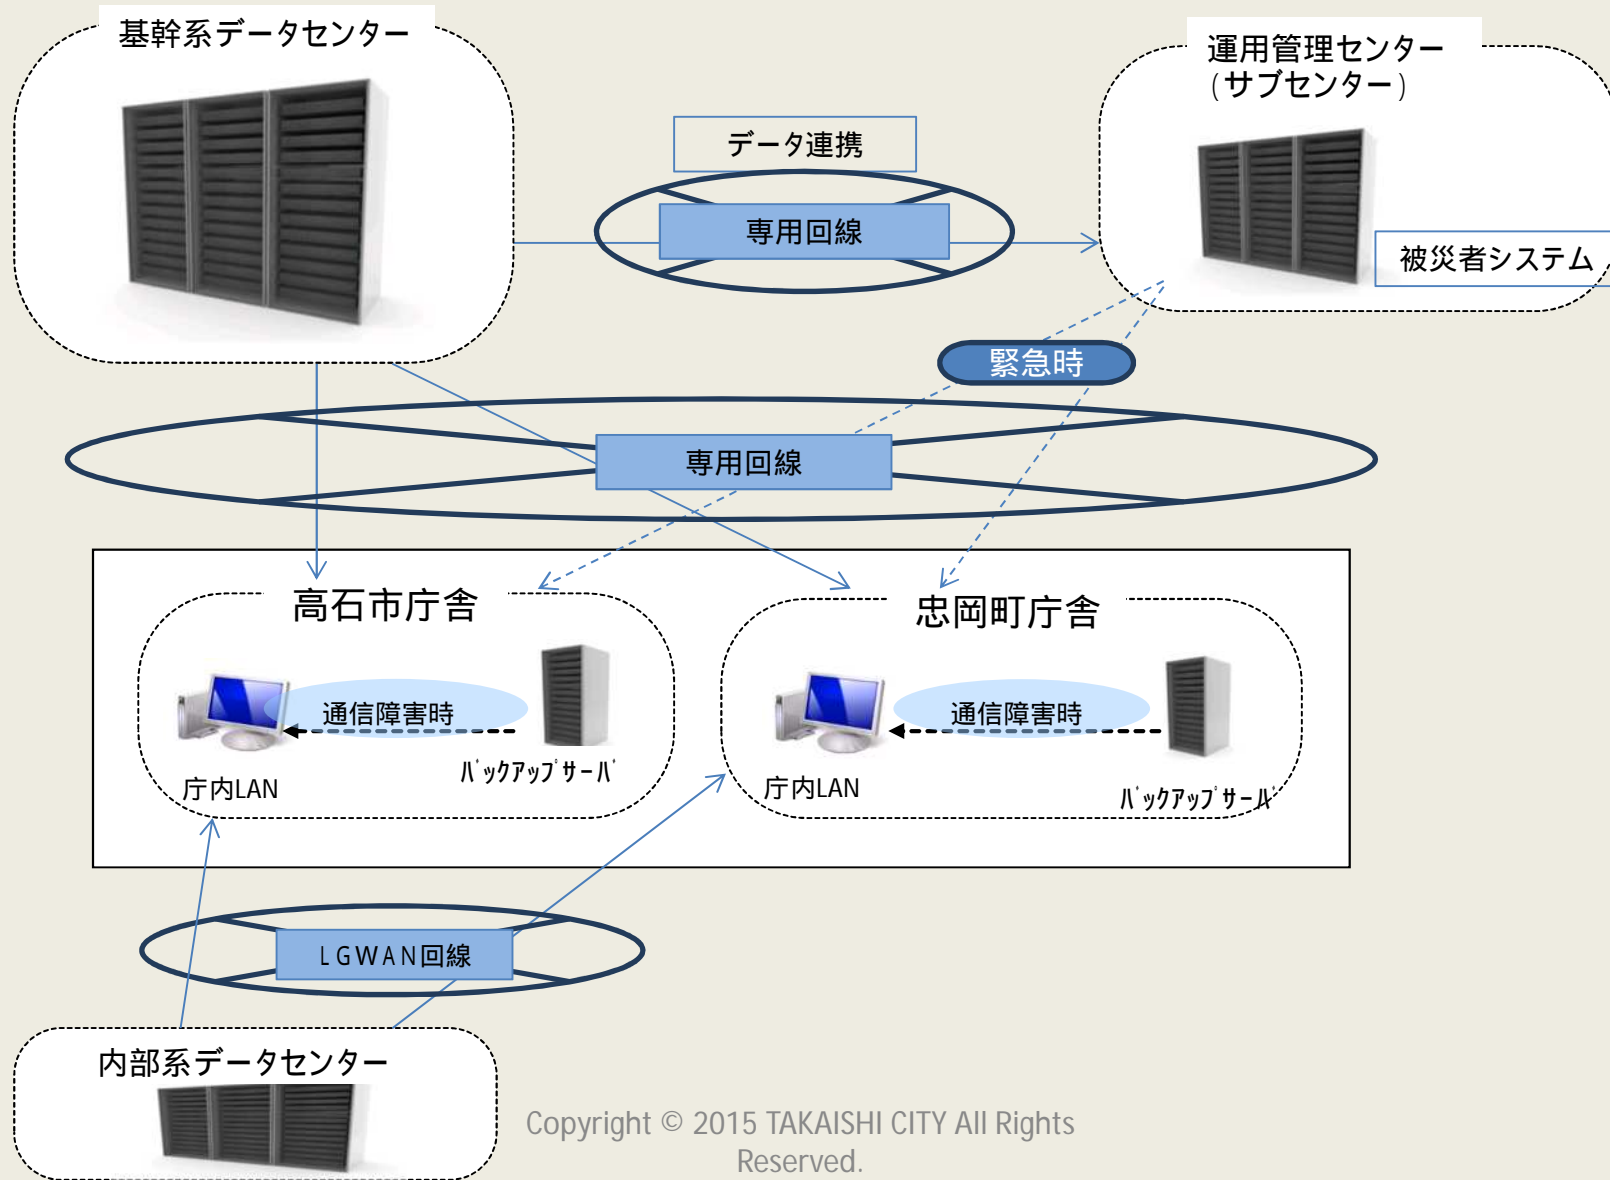 基幹系データセンター
運用管理センター
(サブセンター)
データ連携
専用回線
被災者システム
緊急時
専用回線
高石市庁舎
忠岡町庁舎
通信障害時
通信障害時
庁内LAN
ﾊﾞｯｸｱｯﾌﾟｻｰﾊﾞ
庁内LAN
ﾊﾞｯｸｱｯﾌﾟｻｰﾊﾞ
LGWAN回線
内部系データセンター
Copyright © 2015 TAKAISHI CITY All Rights
Reserved.